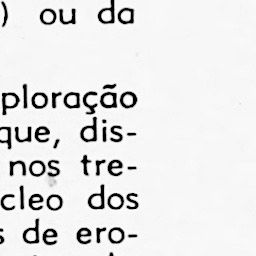 ) ou da
ploração
que, dis-
nos tre-
cleo dos
s de ero-